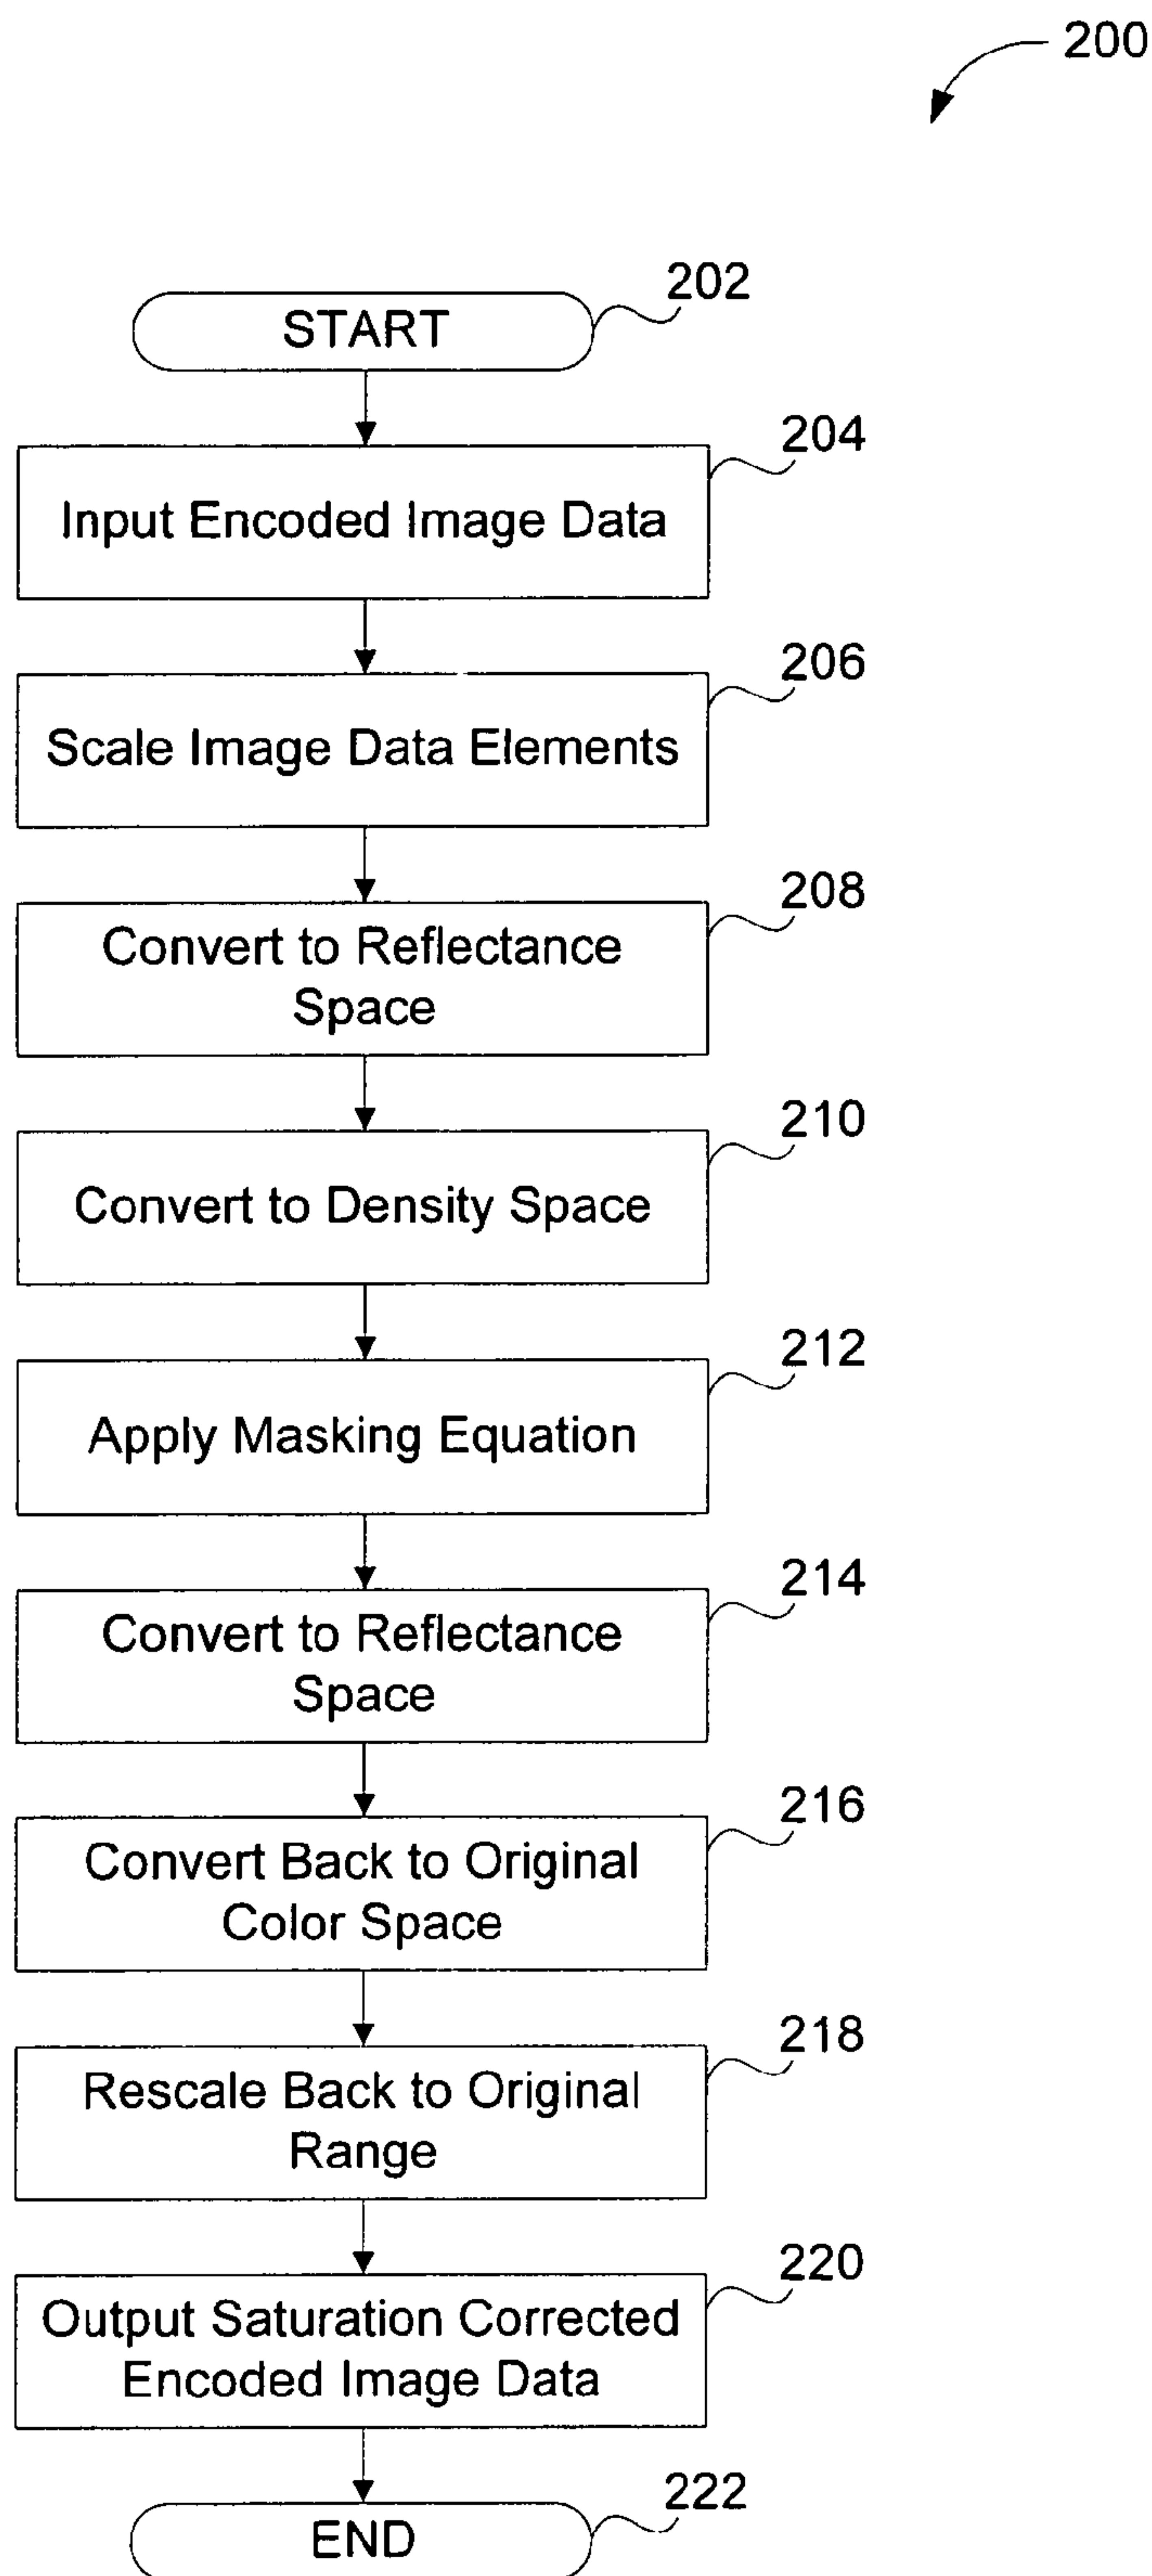 200
202
START
204
Input Encoded Image Data
206
Scale Image Data Elements
208
Convert to Reflectance
Space
210
Convert to Density Space
212
Apply Masking Equation
214
Convert to Reflectance
Space
216
Convert Back to Original
Color Space
218
Rescale Back to Original
Range
220
Output Saturation Corrected
Encoded Image Data
222
END